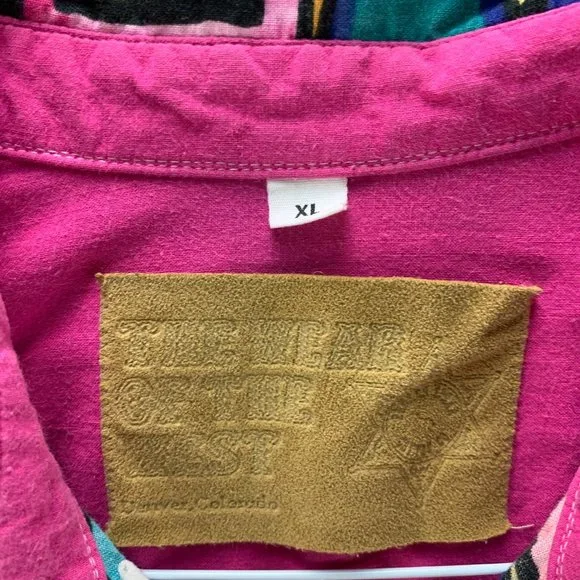 XL
THE WEAR
OF THE
WEST
Denver, Colorado